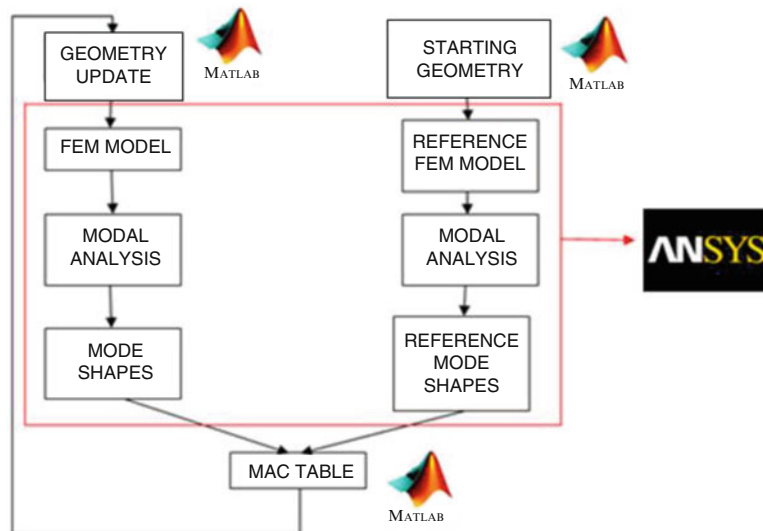 GEOMETRY
UPDATE
MATLAB
STARTING
GEOMETRY
MATLAB
FEM MODEL
REFERENCE
FEM MODEL
MODAL
ANALYSIS
MODAL
ANALYSIS
ANSYS
MODE
SHAPES
REFERENCE
MODE
SHAPES
MAC TABLE
MATLAB